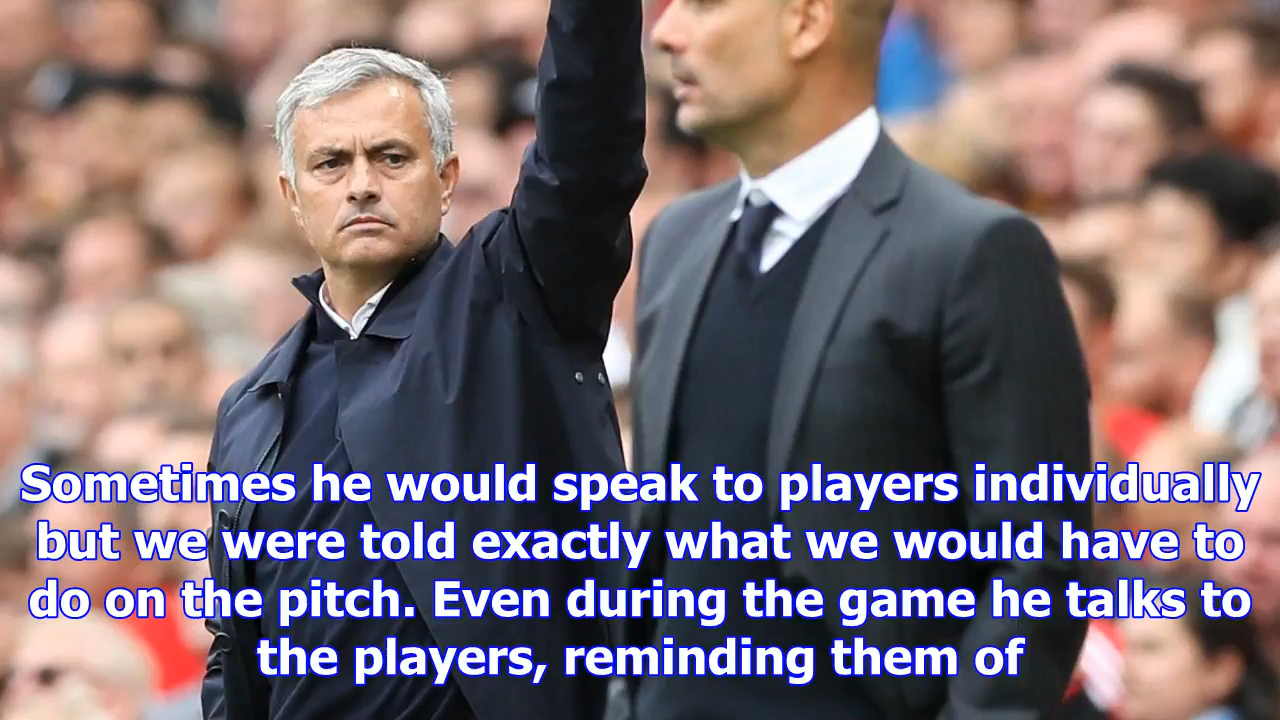 Sometimes he would speak to players individually
but we were told exactly what we would have to
do on the pitch. Even during the game he talks to
the players, reminding them of